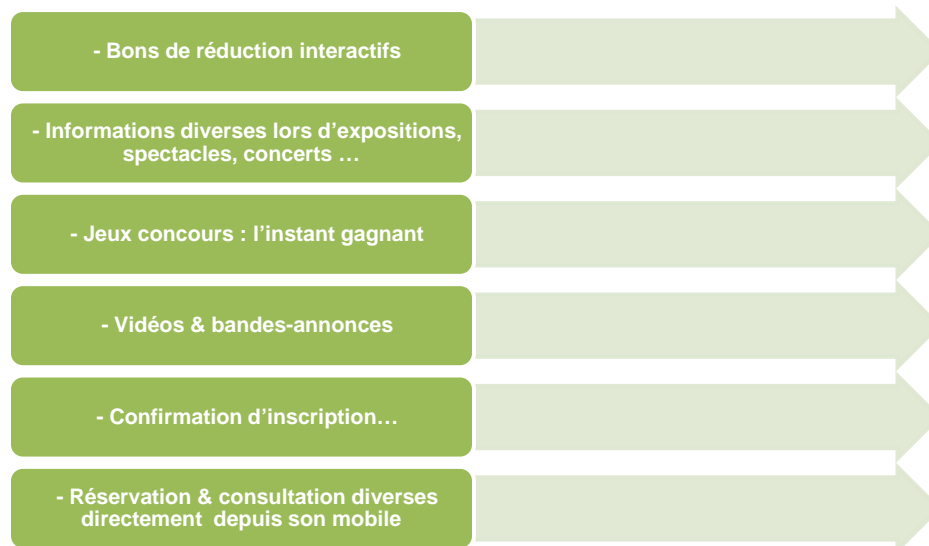 - Bons de réduction interactifs
- Informations diverses lors d’expositions,
spectacles, concerts …
- Jeux concours : l’instant gagnant
- Vidéos & bandes-annonces
- Confirmation d’inscription…
- Réservation & consultation diverses
directement  depuis son mobile